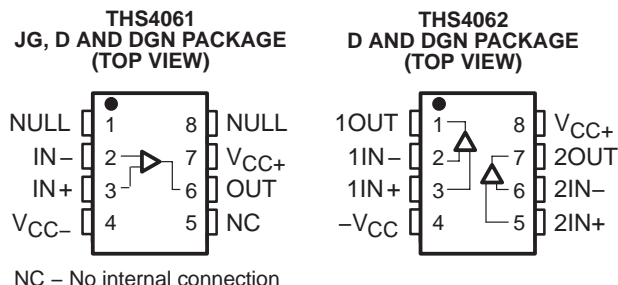 THS4061
JG, D AND DGN PACKAGE
(TOP VIEW)
NULL 1 8 NULL
IN− 2 7 VCC+
IN+ 3 6 OUT
VCC− 4 5 NC
NC − No internal connection
THS4062
D AND DGN PACKAGE
(TOP VIEW)
1OUT 1 8 VCC+
1IN− 2 7 2OUT
1IN+ 3 6 2IN−
−VCC 4 5 2IN+